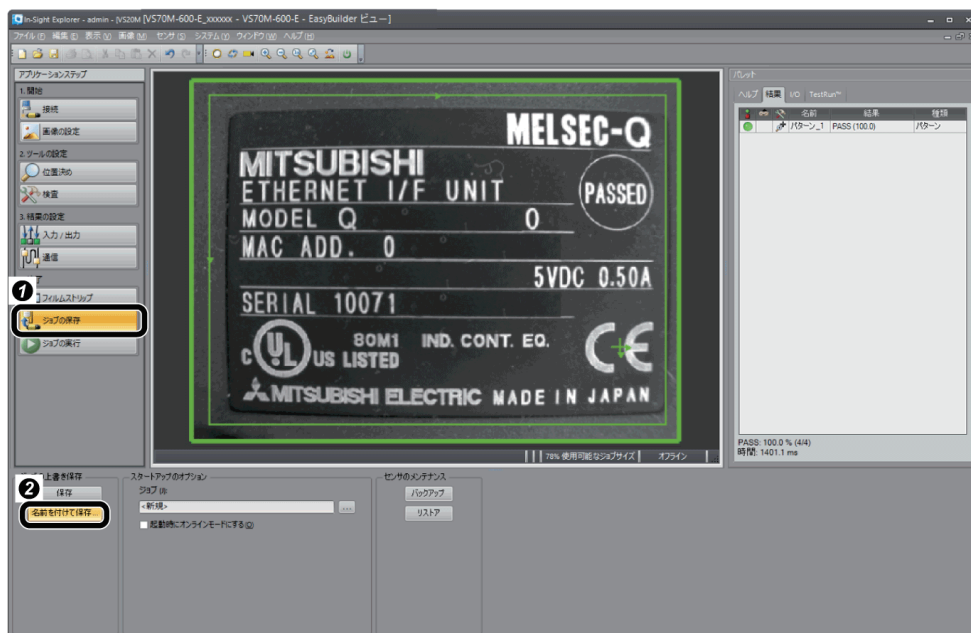 In-Sight Explorer - admin - [VS20M [VS70M-600-E_xxxxxx - VS70M-600-E - EasyBuilder ビュー]
ファイル(F) 編集(E) 表示(V) 画像(M) センサ(S) システム(Y) ウィンドウ(W) ヘルプ(H)
アプリケーションステップ
1.開始
接続
画像の設定
2.ツールの設定
位置決め
検査
3.結果の設定
入力/出力
通信
1
フィルムストリップ
ジョブの保存
ジョブの実行
MELSEC-Q
MITSUBISHI
ETHERNET I/F UNIT
PASSED
MODEL Q 0
MAC ADD. 0
5VDC 0.50A
SERIAL 10071
C UL US LISTED
80M1 IND. CONT. EQ.
CE
MITSUBISHI ELECTRIC MADE IN JAPAN
78% 使用可能なジョブサイズ オフライン
パレット
ヘルプ 結果 I/O TestRun™
名前 結果 種類
パターン_1 PASS (100.0) パターン
PASS: 100.0 % (4/4)
時間: 1401.1 ms
上書き保存
2
保存
名前を付けて保存...
スタートアップのオプション
ジョブ
<新規>
...
起動時にオンラインモードにする(O)
センサのメンテナンス
バックアップ
リストア